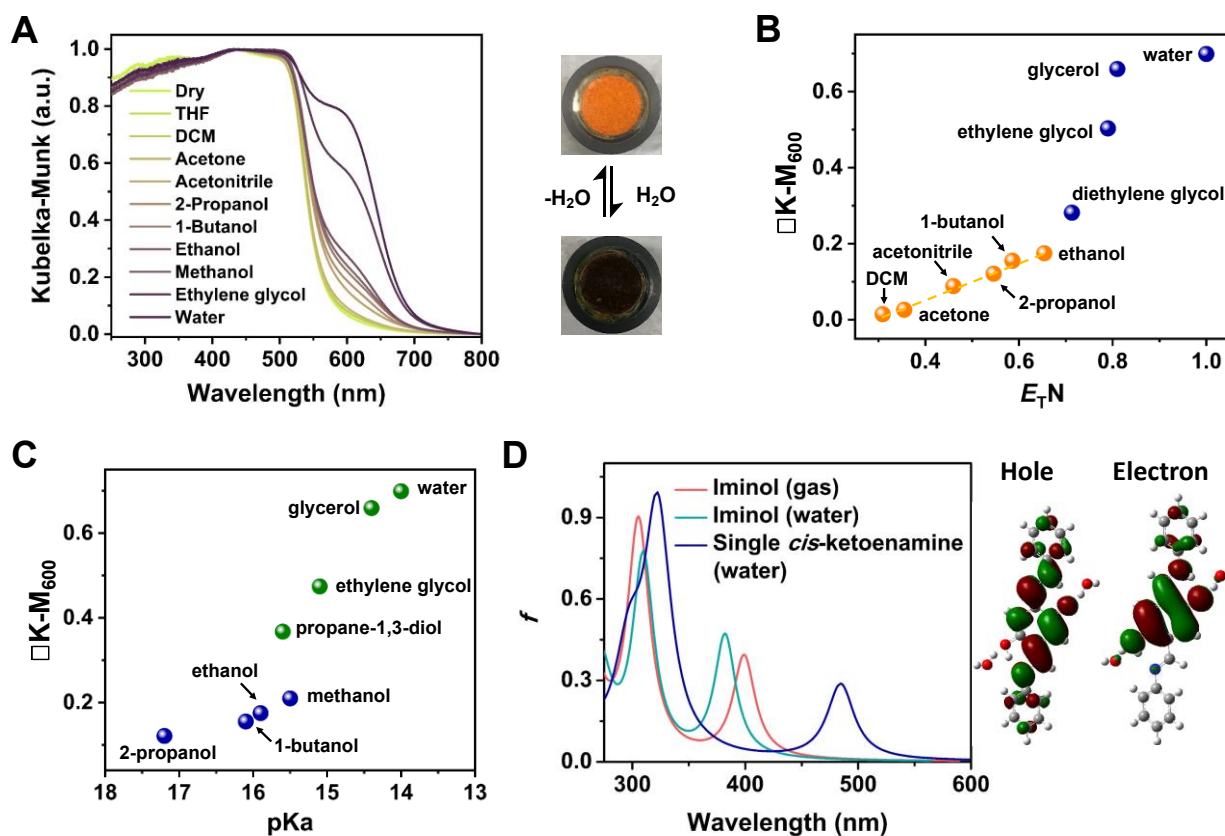 A
Kubelka-Munk (a.u.)
1.0
0.8
0.6
0.4
0.2
0.0
Dry
THF
DCM
Acetone
Acetonitrile
2-Propanol
1-Butanol
Ethanol
Methanol
Ethylene glycol
Water
300 400 500 600 700 800
Wavelength (nm)
-H₂O H₂O
B
□K-M₆₀₀
0.6
0.4
0.2
0.0
water
glycerol
ethylene glycol
diethylene glycol
1-butanol
acetonitrile
ethanol
DCM
2-propanol
acetone
0.4 0.6 0.8 1.0
E_TN
C
□K-M₆₀₀
0.6
0.4
0.2
water
glycerol
ethylene glycol
propane-1,3-diol
ethanol
methanol
1-butanol
2-propanol
18 17 16 15 14 13
pKa
D
f
0.9
0.6
0.3
0.0
Iminol (gas)
Iminol (water)
Single cis-ketoenamine
(water)
300 400 500 600
Wavelength (nm)
Hole Electron